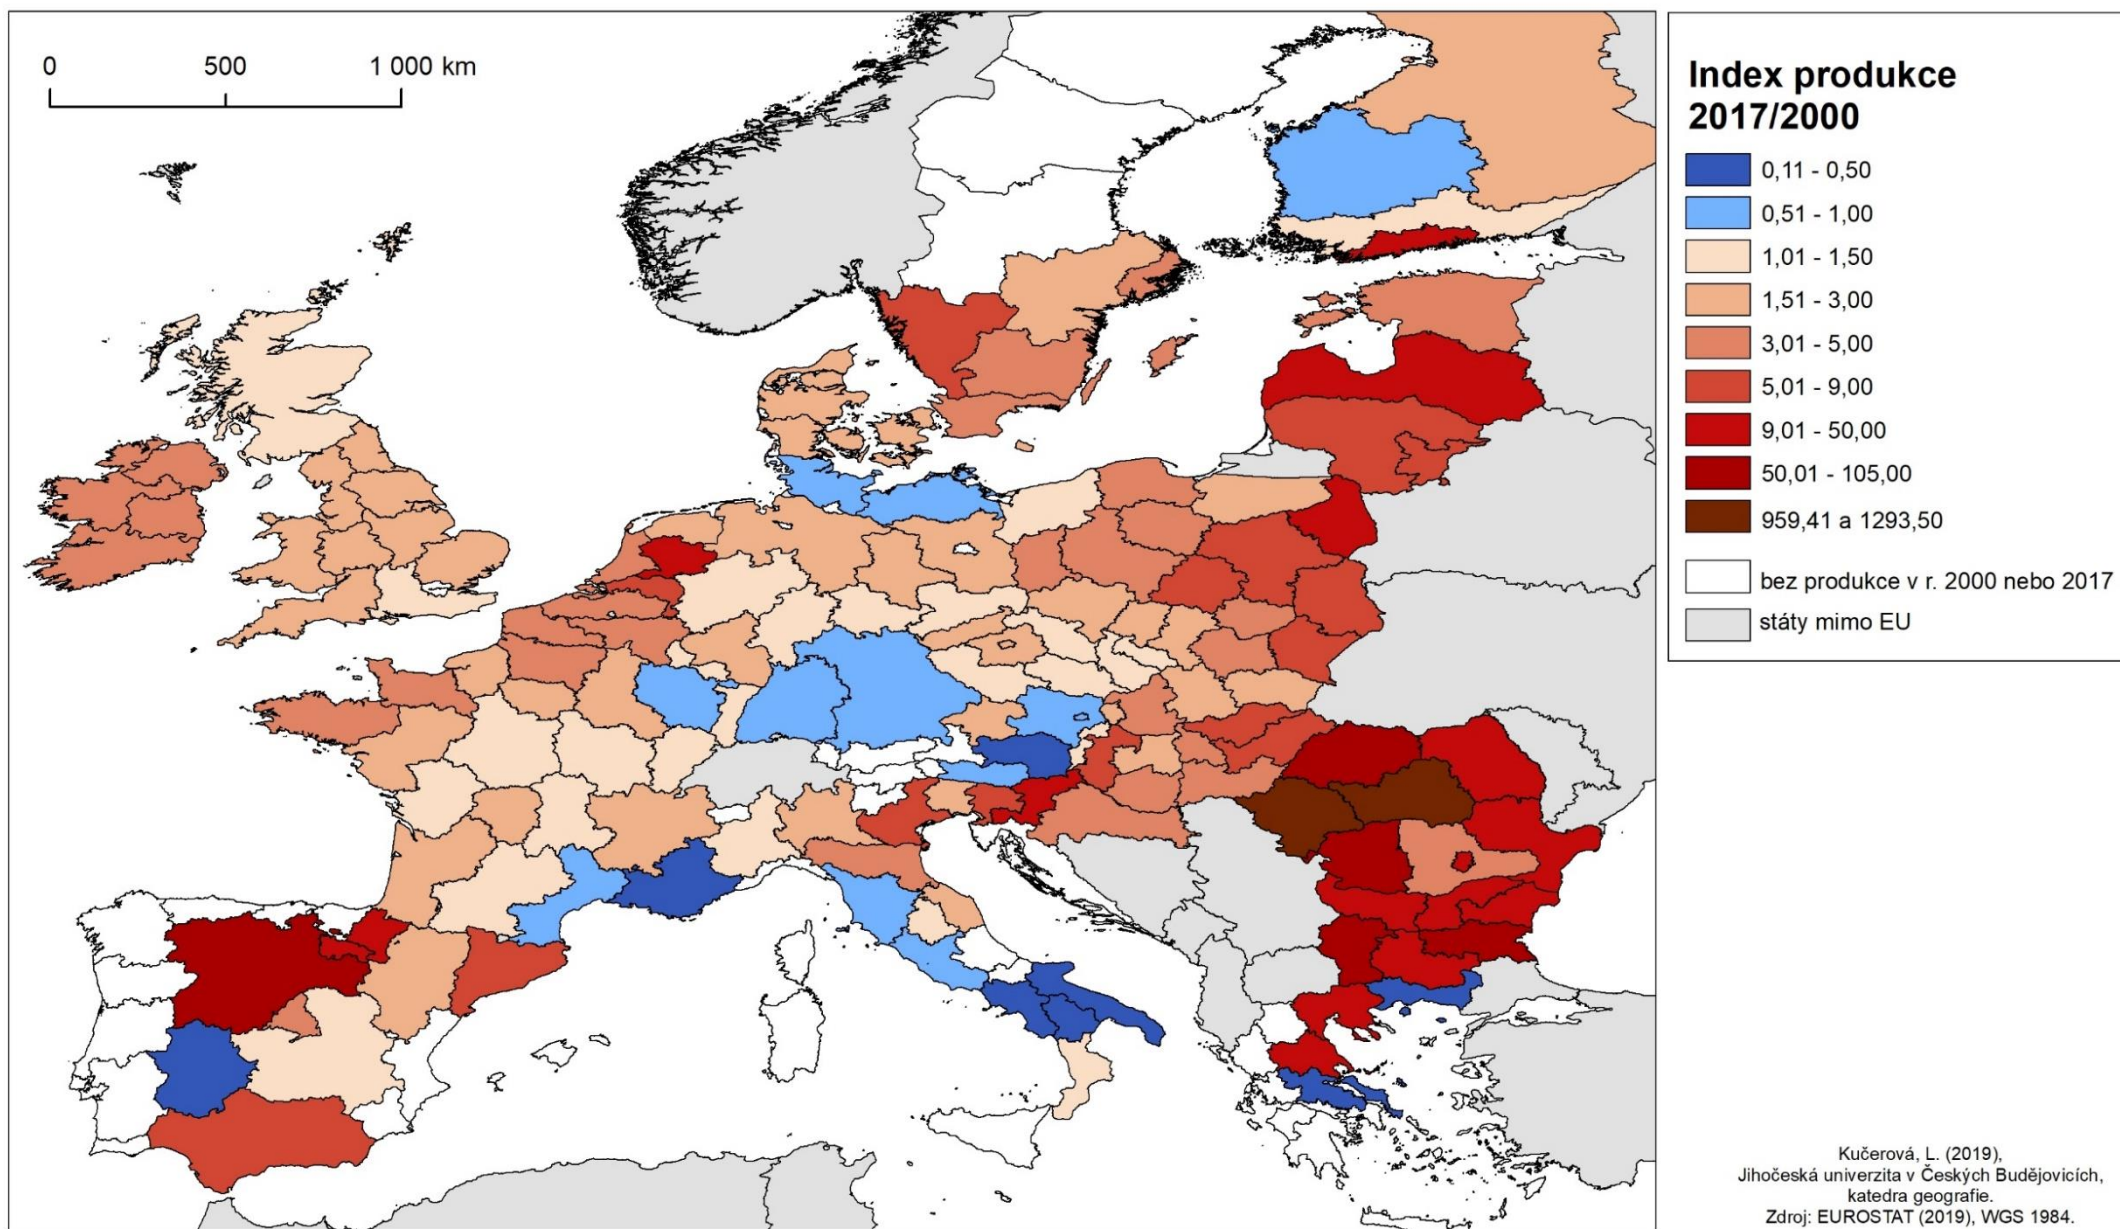 0 500 1 000 km
Index produkce
2017/2000
0,11 - 0,50
0,51 - 1,00
1,01 - 1,50
1,51 - 3,00
3,01 - 5,00
5,01 - 9,00
9,01 - 50,00
50,01 - 105,00
959,41 a 1293,50
bez produkce v r. 2000 nebo 2017
státy mimo EU
Kučerová, L. (2019),
Jihočeská univerzita v Českých Budějovicích,
katedra geografie.
Zdroj: EUROSTAT (2019), WGS 1984.